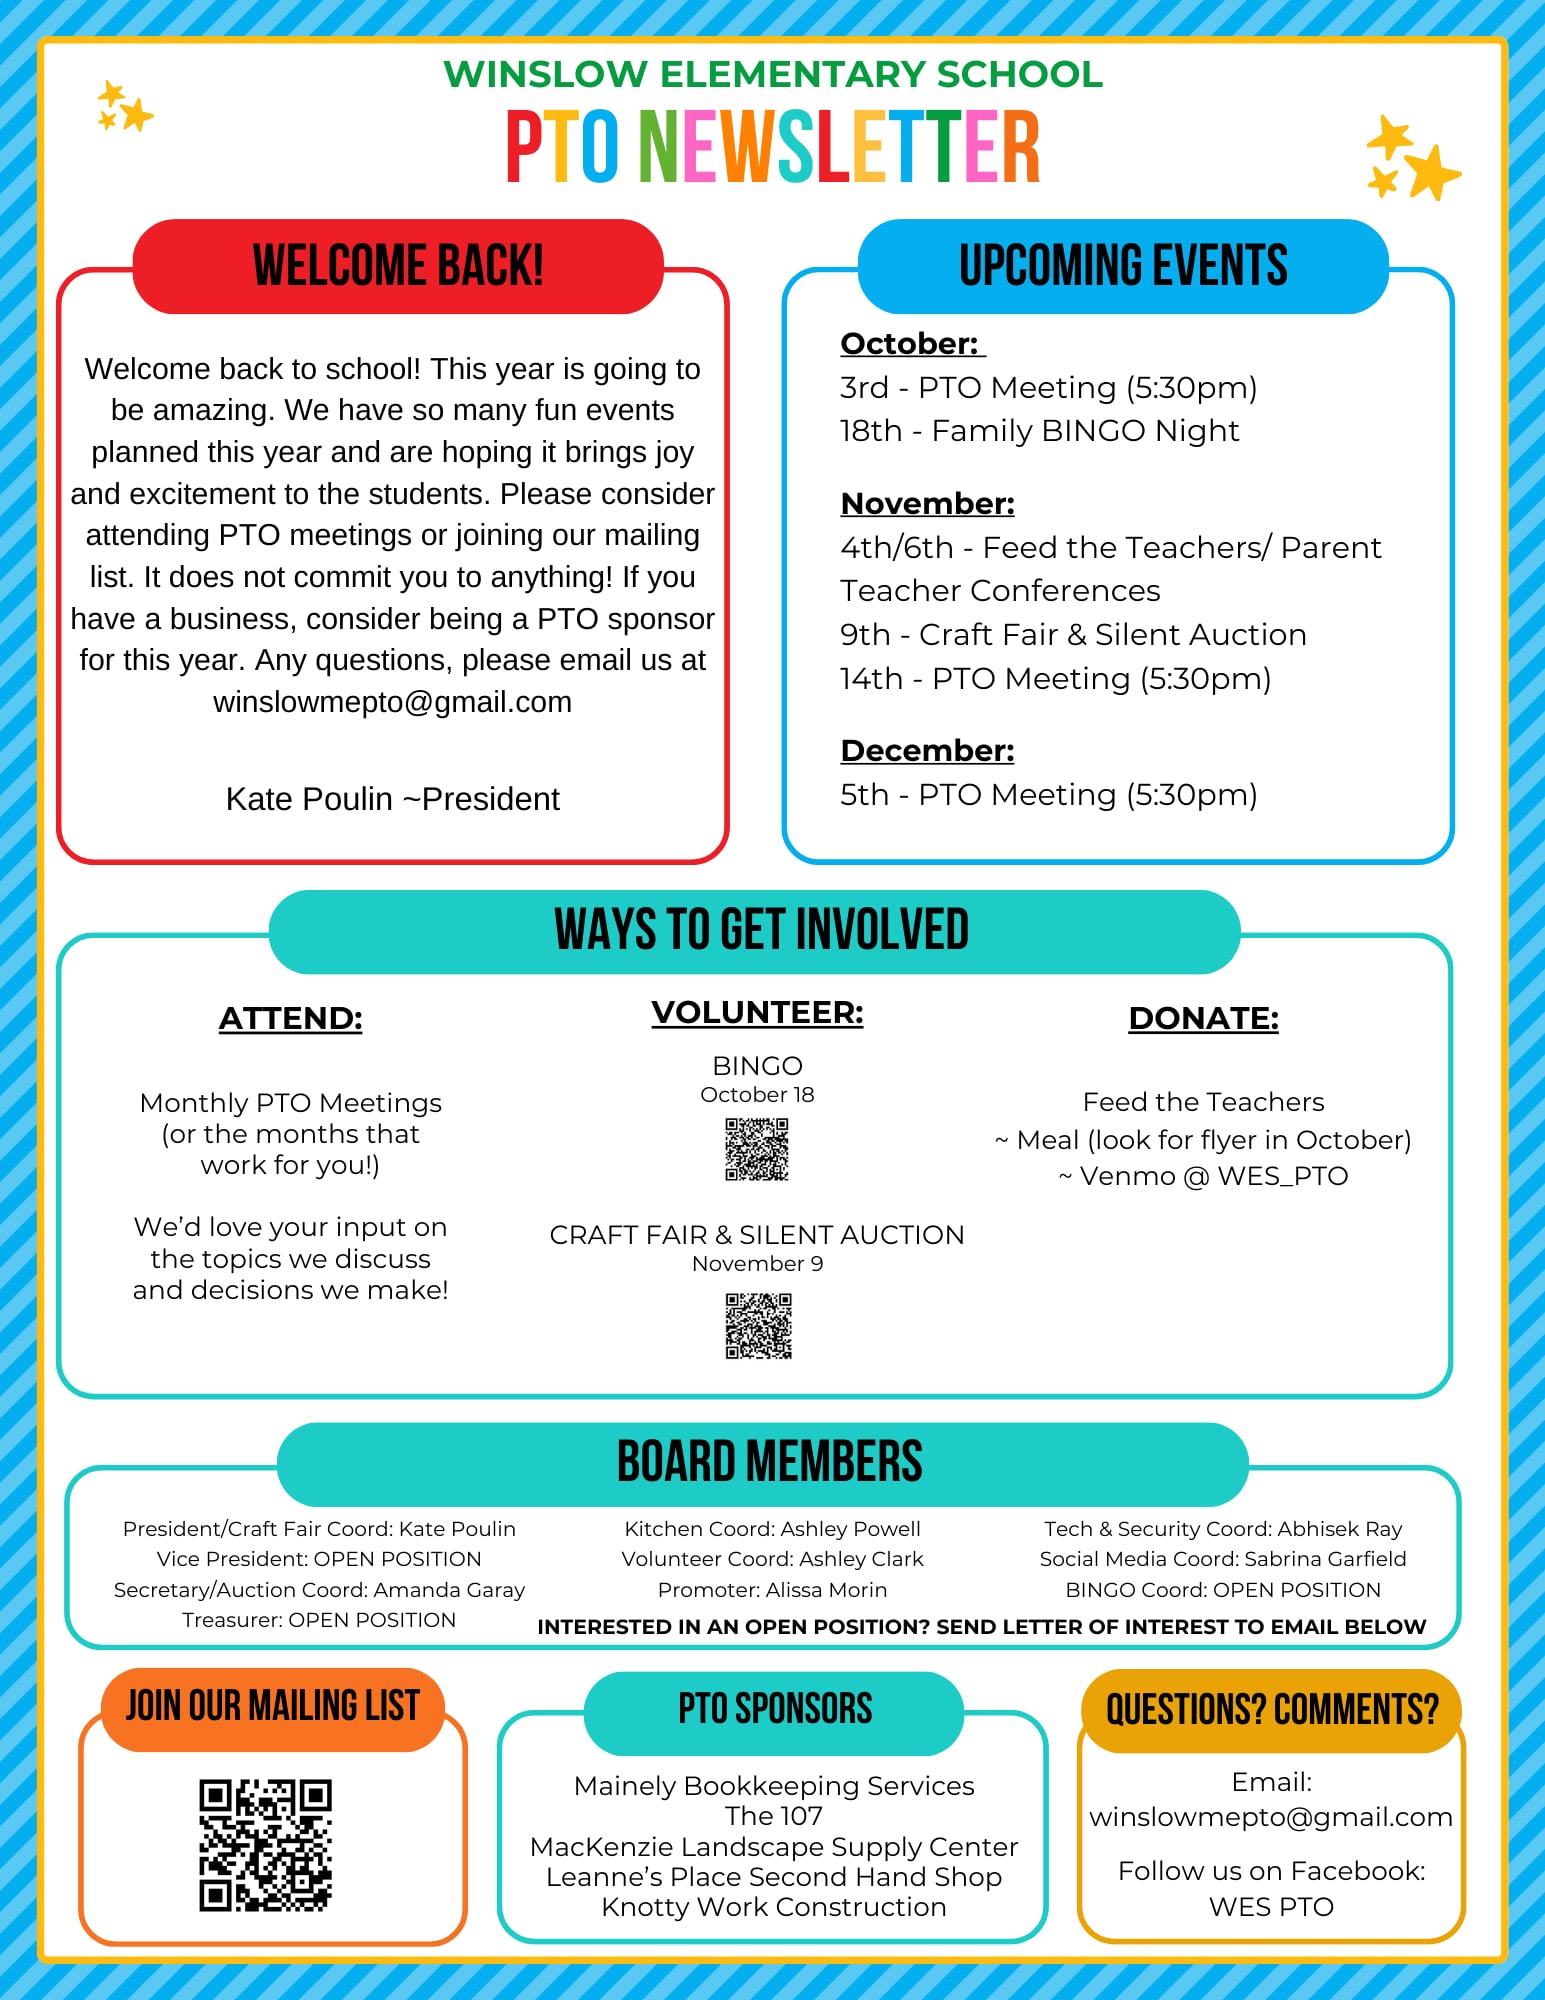 WINSLOW ELEMENTARY SCHOOL
PTO NEWSLETTER
WELCOME BACK!
Welcome back to school! This year is going to
be amazing. We have so many fun events
planned this year and are hoping it brings joy
and excitement to the students. Please consider
attending PTO meetings or joining our mailing
list. It does not commit you to anything! If you
have a business, consider being a PTO sponsor
for this year. Any questions, please email us at
winslowmepto@gmail.com
Kate Poulin ~President
UPCOMING EVENTS
October:
3rd - PTO Meeting (5:30pm)
18th - Family BINGO Night
November:
4th/6th - Feed the Teachers/ Parent
Teacher Conferences
9th - Craft Fair & Silent Auction
14th - PTO Meeting (5:30pm)
December:
5th - PTO Meeting (5:30pm)
WAYS TO GET INVOLVED
ATTEND:
Monthly PTO Meetings
(or the months that
work for you!)
We'd love your input on
the topics we discuss
and decisions we make!
VOLUNTEER:
BINGO
October 18
CRAFT FAIR & SILENT AUCTION
November 9
DONATE:
Feed the Teachers
~ Meal (look for flyer in October)
~ Venmo @ WES_PTO
BOARD MEMBERS
President/Craft Fair Coord: Kate Poulin
Vice President: OPEN POSITION
Secretary/Auction Coord: Amanda Garay
Treasurer: OPEN POSITION
Kitchen Coord: Ashley Powell
Volunteer Coord: Ashley Clark
Promoter: Alissa Morin
Tech & Security Coord: Abhisek Ray
Social Media Coord: Sabrina Garfield
BINGO Coord: OPEN POSITION
INTERESTED IN AN OPEN POSITION? SEND LETTER OF INTEREST TO EMAIL BELOW
JOIN OUR MAILING LIST
PTO SPONSORS
Mainely Bookkeeping Services
The 107
MacKenzie Landscape Supply Center
Leanne's Place Second Hand Shop
Knotty Work Construction
QUESTIONS? COMMENTS?
Email:
winslowmepto@gmail.com
Follow us on Facebook:
WES PTO